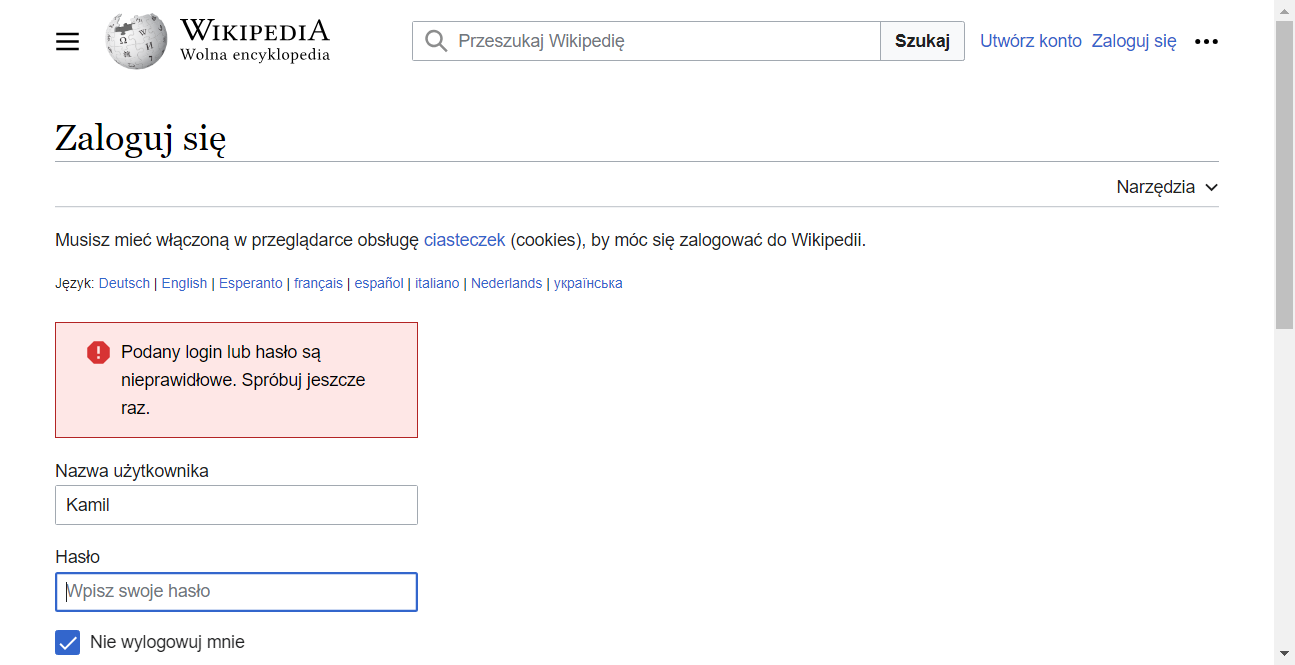 WIKIPEDIA
Wolna encyklopedia
Przeszukaj Wikipedię
Szukaj
Utwórz konto
Zaloguj się
Zaloguj się
Narzędzia
Musisz mieć włączoną w przeglądarce obsługę ciasteczek (cookies), by móc się zalogować do Wikipedii.
Język: Deutsch | English | Esperanto | français | español | italiano | Nederlands | українська
Podany login lub hasło są
nieprawidłowe. Spróbuj jeszcze
raz.
Nazwa użytkownika
Kamil
Hasło
Wpisz swoje hasło
Nie wylogowuj mnie